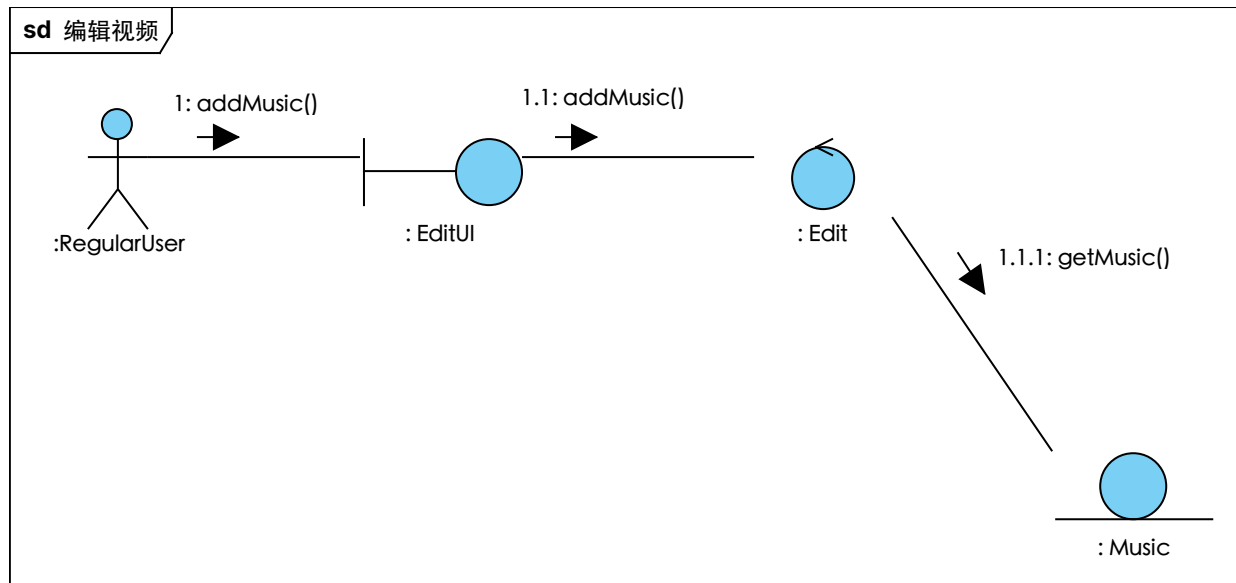 sd 编辑视频
1: addMusic()
1.1: addMusic()
:RegularUser
: EditUI
: Edit
1.1.1: getMusic()
: Music